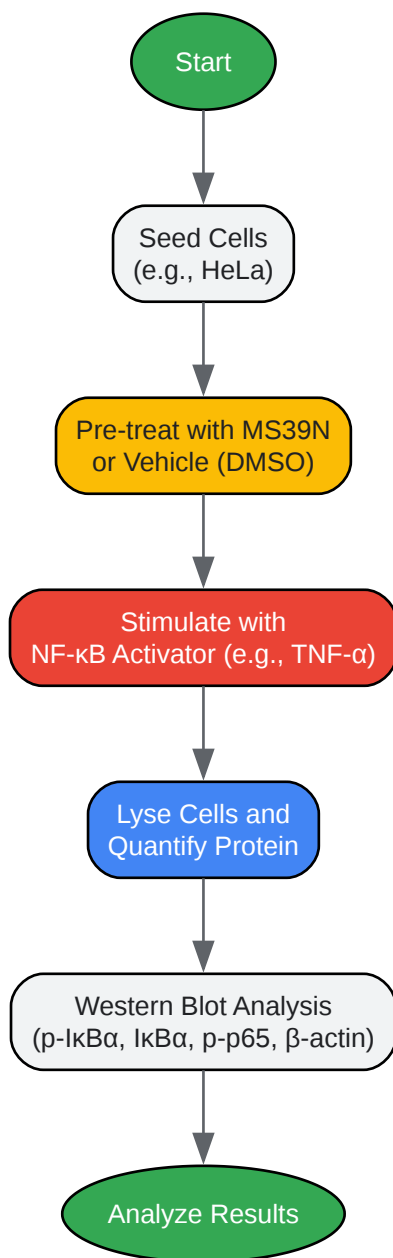 Start
Seed Cells
(e.g., HeLa)
Pre-treat with MS39N
or Vehicle (DMSO)
Stimulate with
NF-κB Activator (e.g., TNF-α)
Lyse Cells and
Quantify Protein
Western Blot Analysis
(p-IκBα, IκBα, p-p65, β-actin)
Analyze Results